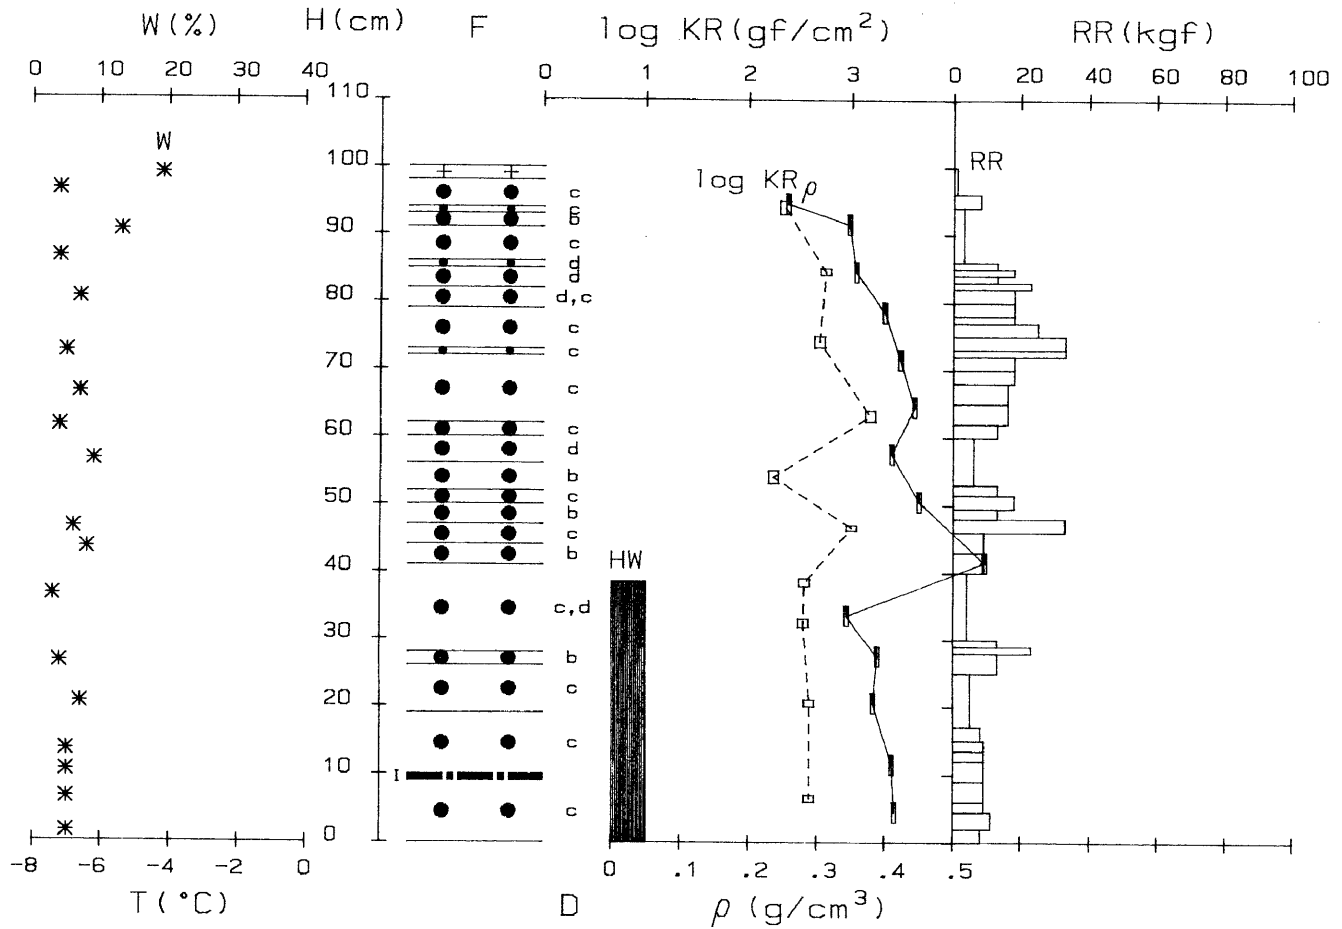 W(%) H(cm) F log KR(gf/cm²) RR(kgf)
0 10 20 30 40 0 1 2 3 0 20 40 60 80 100
110
W
100 RR
log KR ρ
c
c
90 b
c
d
d
80 d,c
c
70 c
c
60 c
d
b
50 c
b
c
40 b HW
c,d
30
b
20 c
c
10 I
c
0
-8 -6 -4 -2 0 0 .1 .2 .3 .4 .5
T(°C) D ρ(g/cm³)